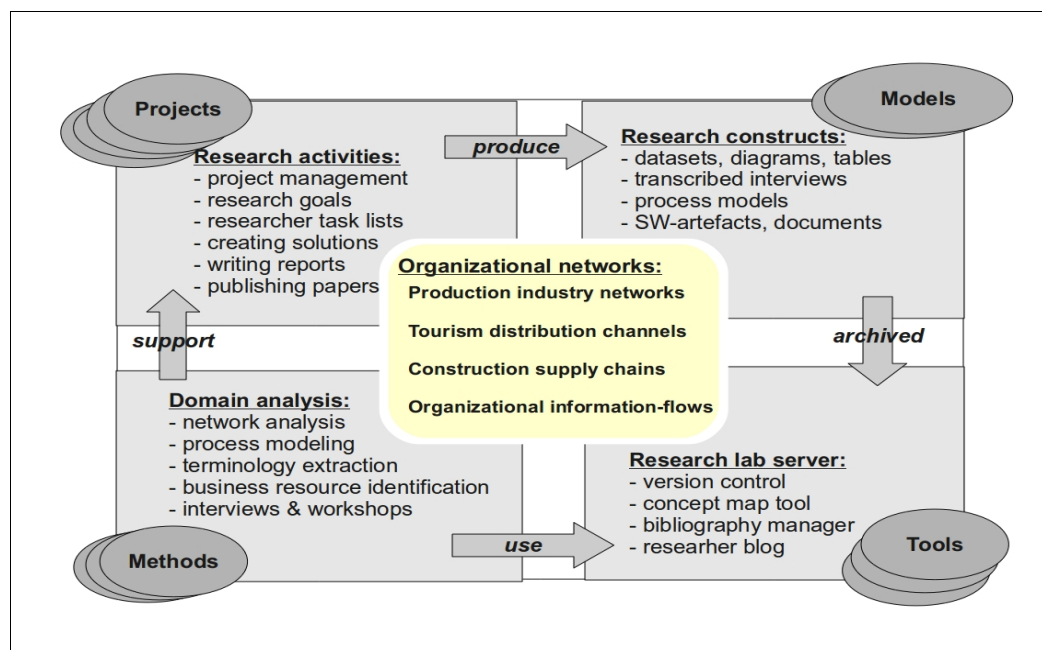 Projects
Research activities:
- project management
- research goals
- researcher task lists
- creating solutions
- writing reports
- publishing papers
produce
Models
Research constructs:
- datasets, diagrams, tables
- transcribed interviews
- process models
- SW-artefacts, documents
Organizational networks:
Production industry networks
Tourism distribution channels
Construction supply chains
Organizational information-flows
support
archived
Domain analysis:
- network analysis
- process modeling
- terminology extraction
- business resource identification
- interviews & workshops
Methods
use
Research lab server:
- version control
- concept map tool
- bibliography manager
- researher blog
Tools